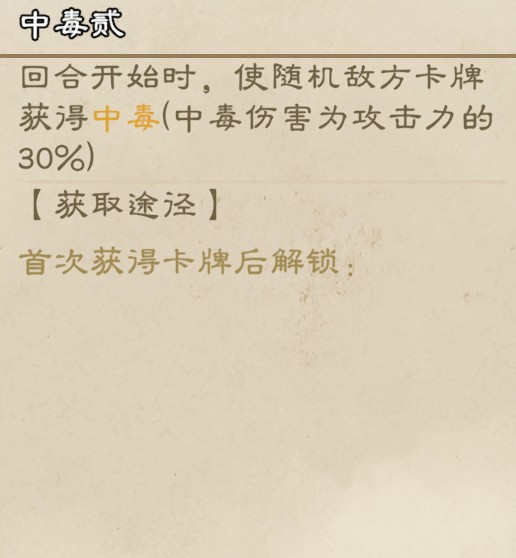 中毒贰
回合开始时，使随机敌方卡牌
获得中毒(中毒伤害为攻击力的
30%)
【获取途径】
首次获得卡牌后解锁：